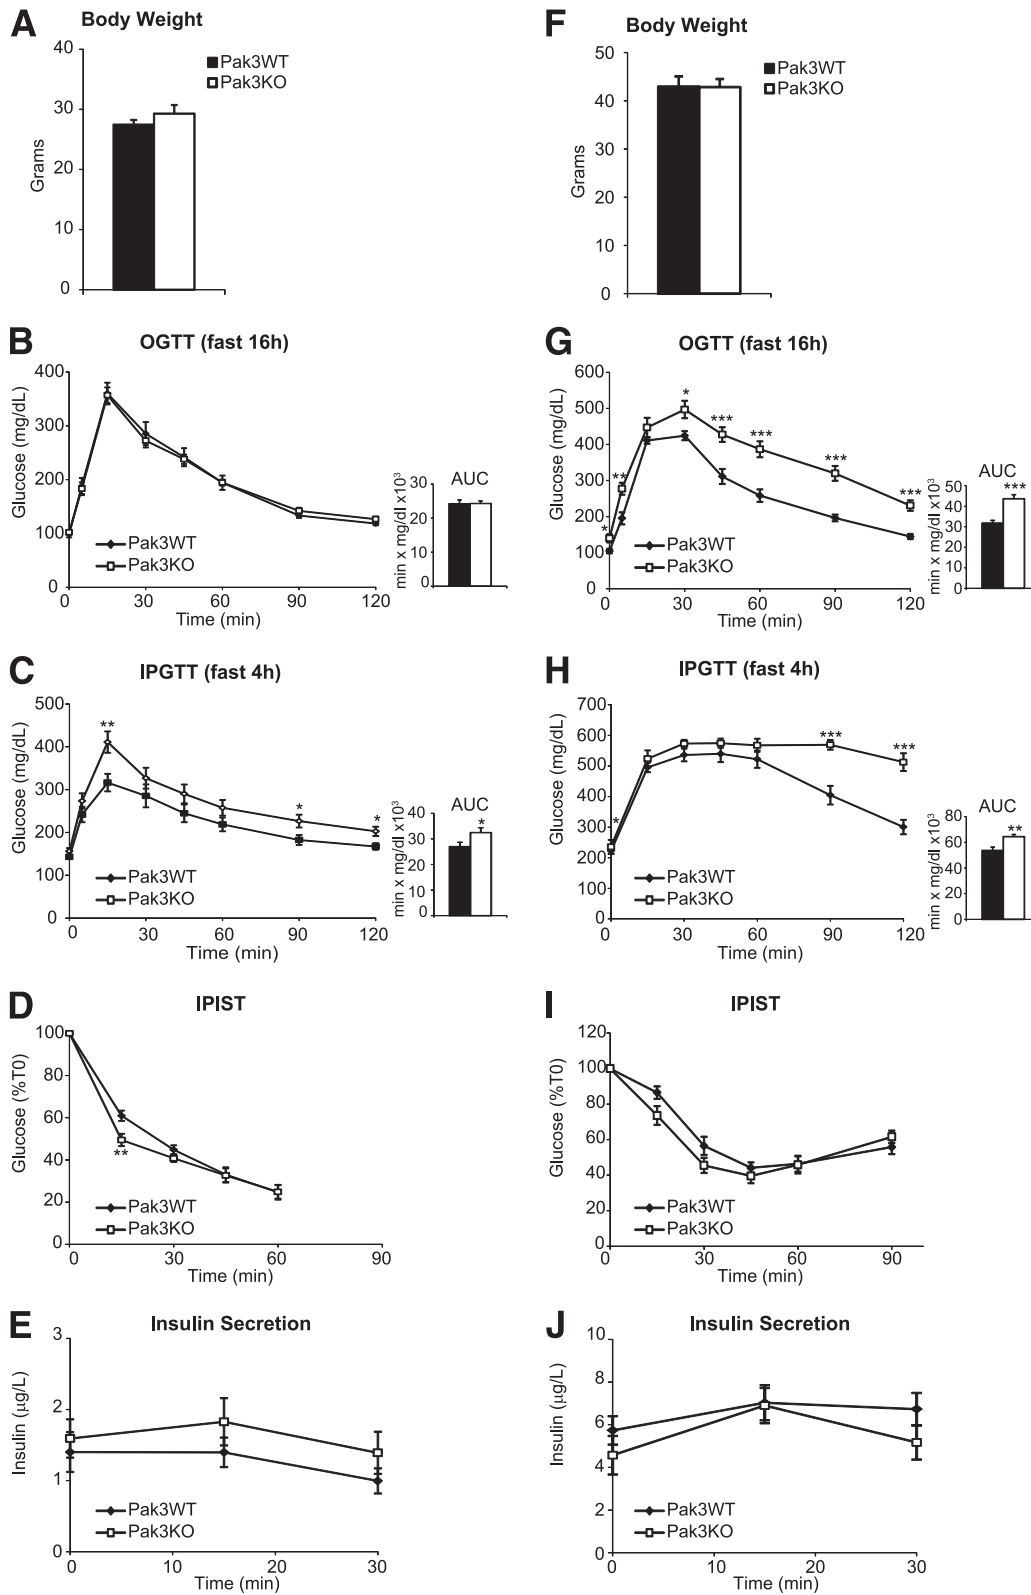 A
Body Weight
40
30
20
10
0
Grams
Pak3WT
Pak3KO
F
Body Weight
50
40
30
20
10
0
Grams
Pak3WT
Pak3KO
B
OGTT (fast 16h)
400
300
200
100
0
Glucose (mg/dL)
Pak3WT
Pak3KO
0 30 60 90 120
Time (min)
AUC
30
20
10
0
min x mg/dl x10³
G
OGTT (fast 16h)
600
500
400
300
200
100
0
Glucose (mg/dL)
* ** * *** *** *** ***
Pak3WT
Pak3KO
0 30 60 90 120
Time (min)
AUC
***
50
40
30
20
10
0
min x mg/dl x10³
C
IPGTT (fast 4h)
500
400
300
200
100
0
Glucose (mg/dL)
** * *
Pak3WT
Pak3KO
0 30 60 90 120
Time (min)
AUC
*
40
30
20
10
0
min x mg/dl x10³
H
IPGTT (fast 4h)
700
600
500
400
300
200
100
0
Glucose (mg/dL)
* *** ***
Pak3WT
Pak3KO
0 30 60 90 120
Time (min)
AUC
**
80
60
40
20
0
min x mg/dl x10³
D
IPIST
100
80
60
40
20
0
Glucose (%T0)
**
Pak3WT
Pak3KO
0 30 60 90
Time (min)
I
IPIST
120
100
80
60
40
20
0
Glucose (%T0)
Pak3WT
Pak3KO
0 30 60 90
Time (min)
E
Insulin Secretion
3
2
1
0
Insulin (µg/L)
Pak3WT
Pak3KO
0 10 20 30
Time (min)
J
Insulin Secretion
10
8
6
4
2
0
Insulin (µg/L)
Pak3WT
Pak3KO
0 10 20 30
Time (min)